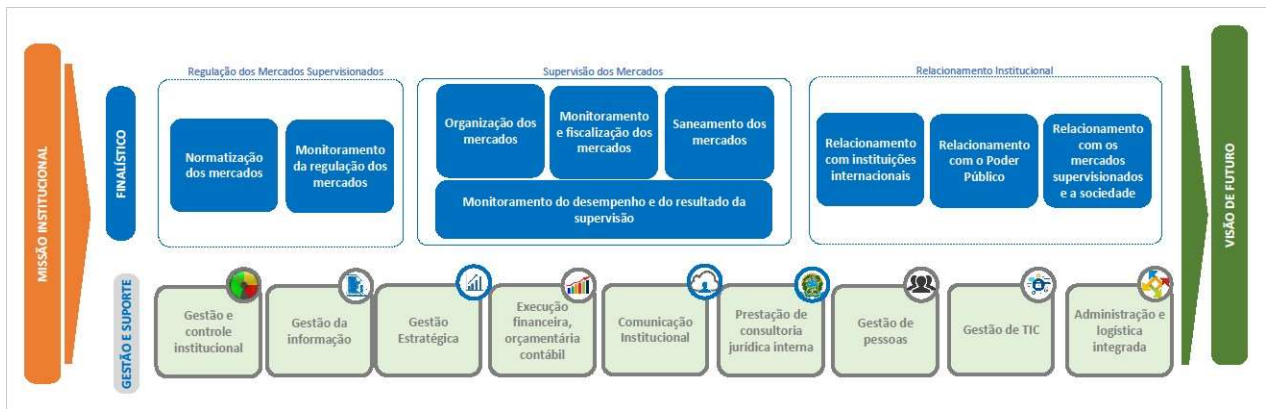 MISSÃO INSTITUCIONAL
FINALÍSTICO
Regulação dos Mercados Supervisionados
Normatização
dos mercados
Monitoramento
da regulação dos
mercados
Supervisão dos Mercados
Organização dos
mercados
Monitoramento
e fiscalização dos
mercados
Saneamento dos
mercados
Monitoramento do desempenho e do resultado da
supervisão
Relacionamento Institucional
Relacionamento
com instituições
internacionais
Relacionamento
com o Poder
Público
Relacionamento
com os
mercados
supervisionados
e a sociedade
GESTÃO E SUPORTE
Gestão e
controle
institucional
Gestão da
informação
Gestão
Estratégica
Execução
financeira,
orçamentária
contábil
Comunicação
Institucional
Prestação de
consultoria
jurídica interna
Gestão de
pessoas
Gestão de TIC
Administração e
logística
integrada
VISÃO DE FUTURO